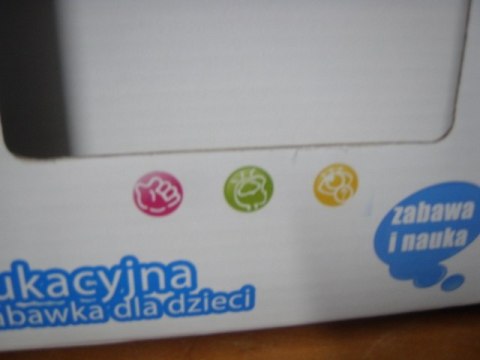 zabawa
i nauka
ukacyjna
abawka dla dzieci